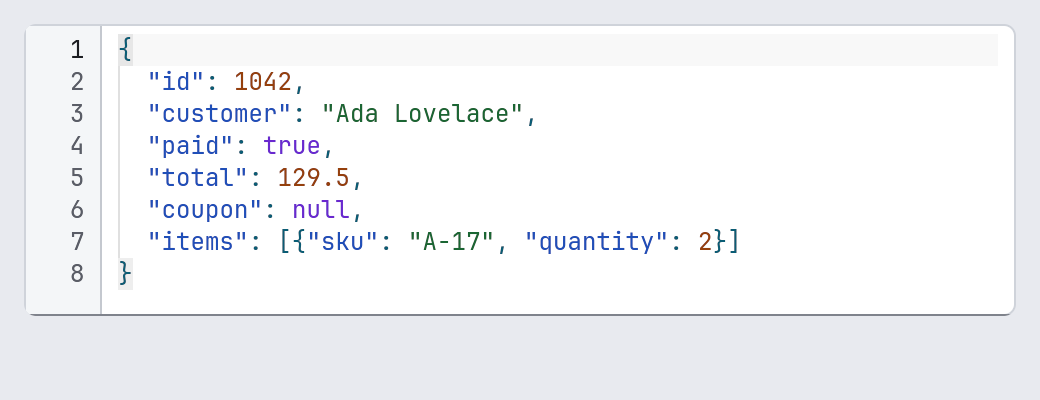 1 {
2   "id": 1042,
3   "customer": "Ada Lovelace",
4   "paid": true,
5   "total": 129.5,
6   "coupon": null,
7   "items": [{"sku": "A-17", "quantity": 2}]
8 }